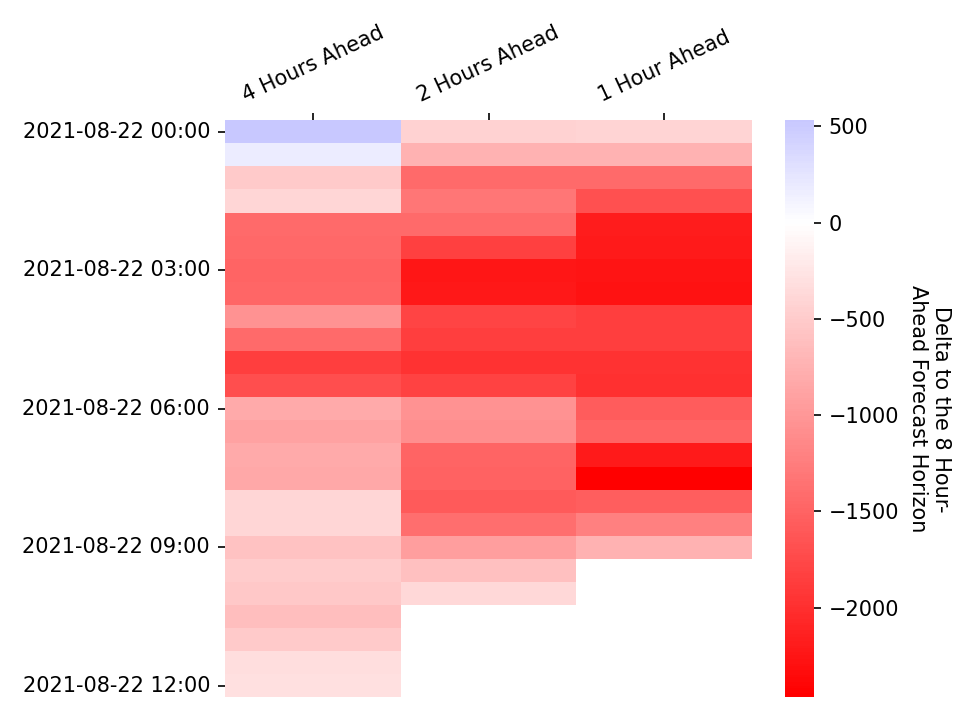 4 Hours Ahead
2 Hours Ahead
1 Hour Ahead
2021-08-22 00:00
2021-08-22 03:00
2021-08-22 06:00
2021-08-22 09:00
2021-08-22 12:00
500
0
−500
−1000
−1500
−2000
Delta to the 8 Hour-
Ahead Forecast Horizon